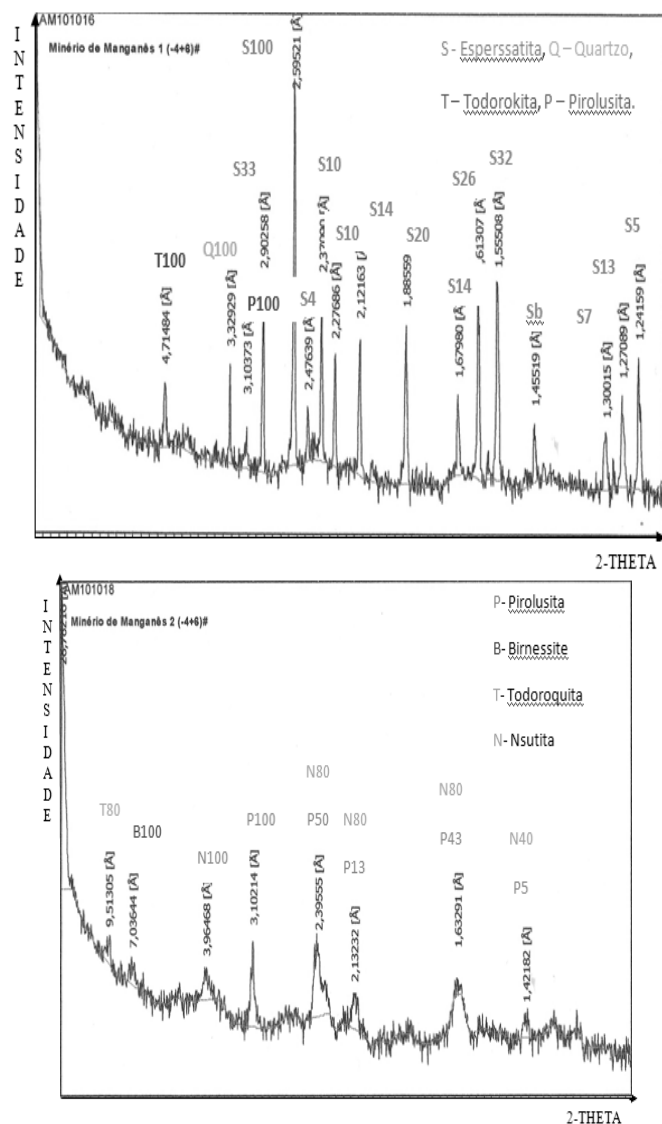 INTENSIDADE
AM101016
Minério de Manganês 1 (-4+6)#
S - Esperssatita, Q – Quartzo,
T – Todorokita, P – Pirolusita.
T100
4,71484 [Å]
Q100
3,32929 [Å]
3,10373 [Å
P100
S33
2,90258 [Å]
S100
2,59521 [Å]
S4
2,47639 [Å]
S10
S10
2,27686 [Å]
S14
2,12163 [/
S20
1,88559
S14
1,67980 [Å]
S26
,61307 [Å]
S32
1,55508 [Å]
Sb
1,45519 [Å]
S7
1,30015 [Å]
S13
1,27089 [Å]
S5
1,24159 [Å]
2-THETA
INTENSIDADE
AM101018
Minério de Manganês 2 (-4+6)#
P- Pirolusita
B- Birnessite
T- Todoroquita
N- Nsutita
T80
9,51305 [Å]
B100
7,03644 [Å]
N100
3,96468 [Å]
P100
3,10214 [Å]
N80
P50
2,39555 [Å]
N80
P13
2,13232 [Å]
N80
P43
1,63291 [Å]
N40
P5
1,42182 [Å]
2-THETA